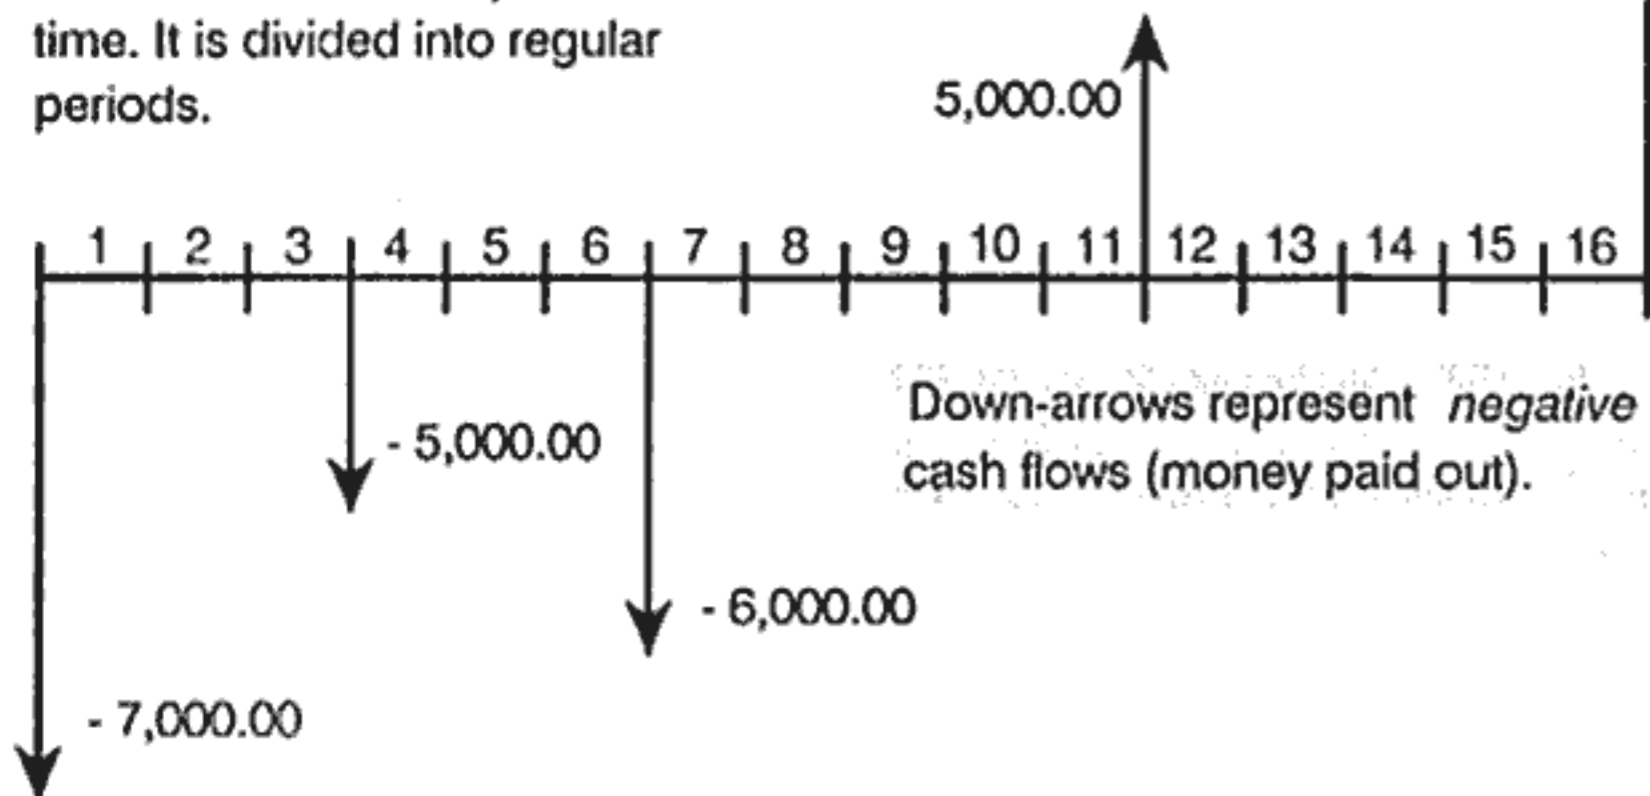 time. It is divided into regular
periods.
5,000.00
1 2 3 4 5 6 7 8 9 10 11 12 13 14 15 16
- 5,000.00
Down-arrows represent negative
cash flows (money paid out).
- 6,000.00
- 7,000.00